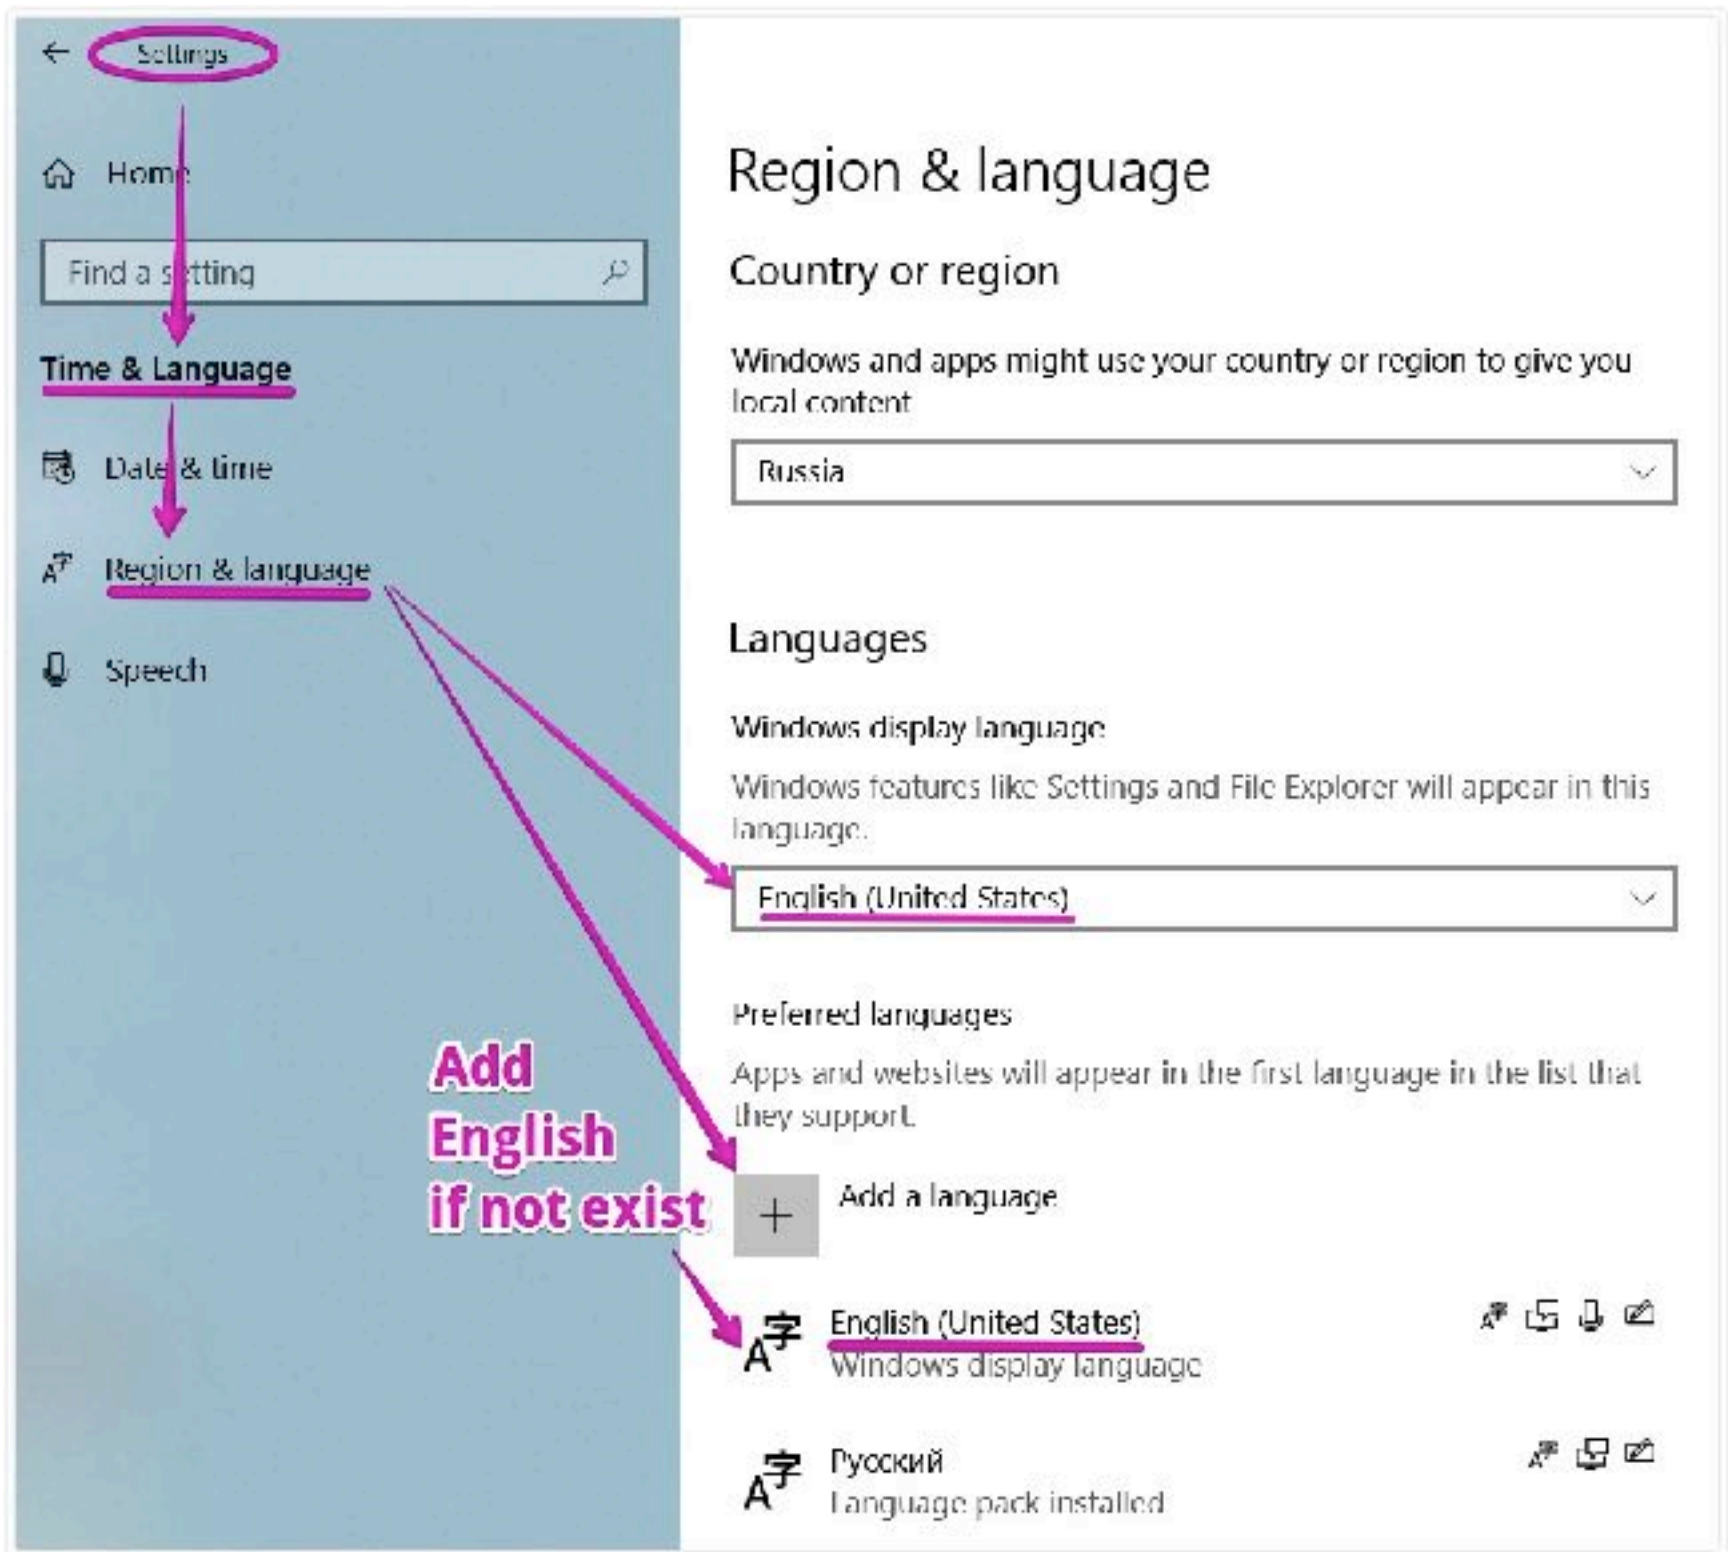 Settings
Home
Find a setting
Time & Language
Date & time
Region & language
Speech
Add
English
if not exist
Region & language
Country or region
Windows and apps might use your country or region to give you
local content
Russia
Languages
Windows display language
Windows features like Settings and File Explorer will appear in this
language.
English (United States)
Preferred languages
Apps and websites will appear in the first language in the list that
they support.
Add a language
English (United States)
Windows display language
Русский
Language pack installed